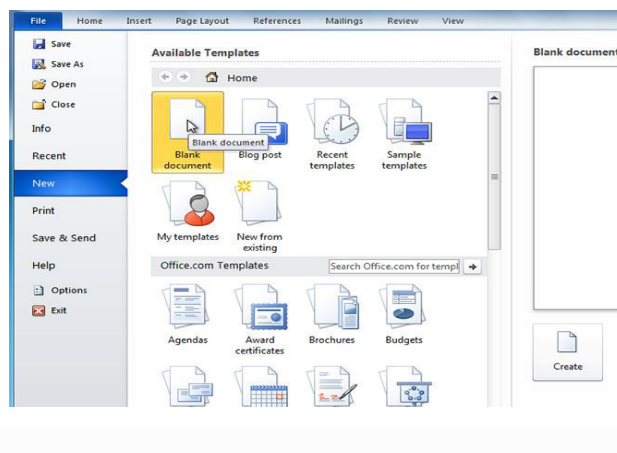 File Home Insert Page Layout References Mailings Review View
Save
Save As
Open
Close
Info
Recent
New
Print
Save & Send
Help
Options
Exit
Available Templates
Home
Blank document
Blank document
Blog post
Recent templates
Sample templates
My templates
New from existing
Office.com Templates
Search Office.com for templ
Agendas
Award certificates
Brochures
Budgets
Blank document
Create